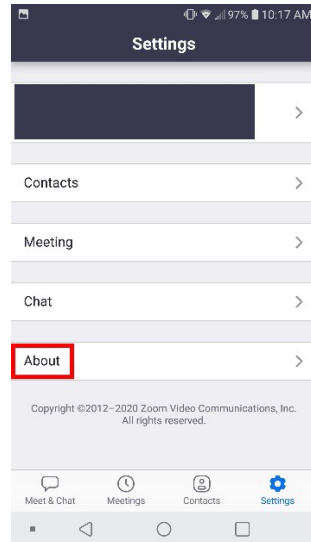 97% 10:17 AM
Settings
Contacts
Meeting
Chat
About
Copyright ©2012–2020 Zoom Video Communications, Inc.
All rights reserved.
Meet & Chat Meetings Contacts Settings